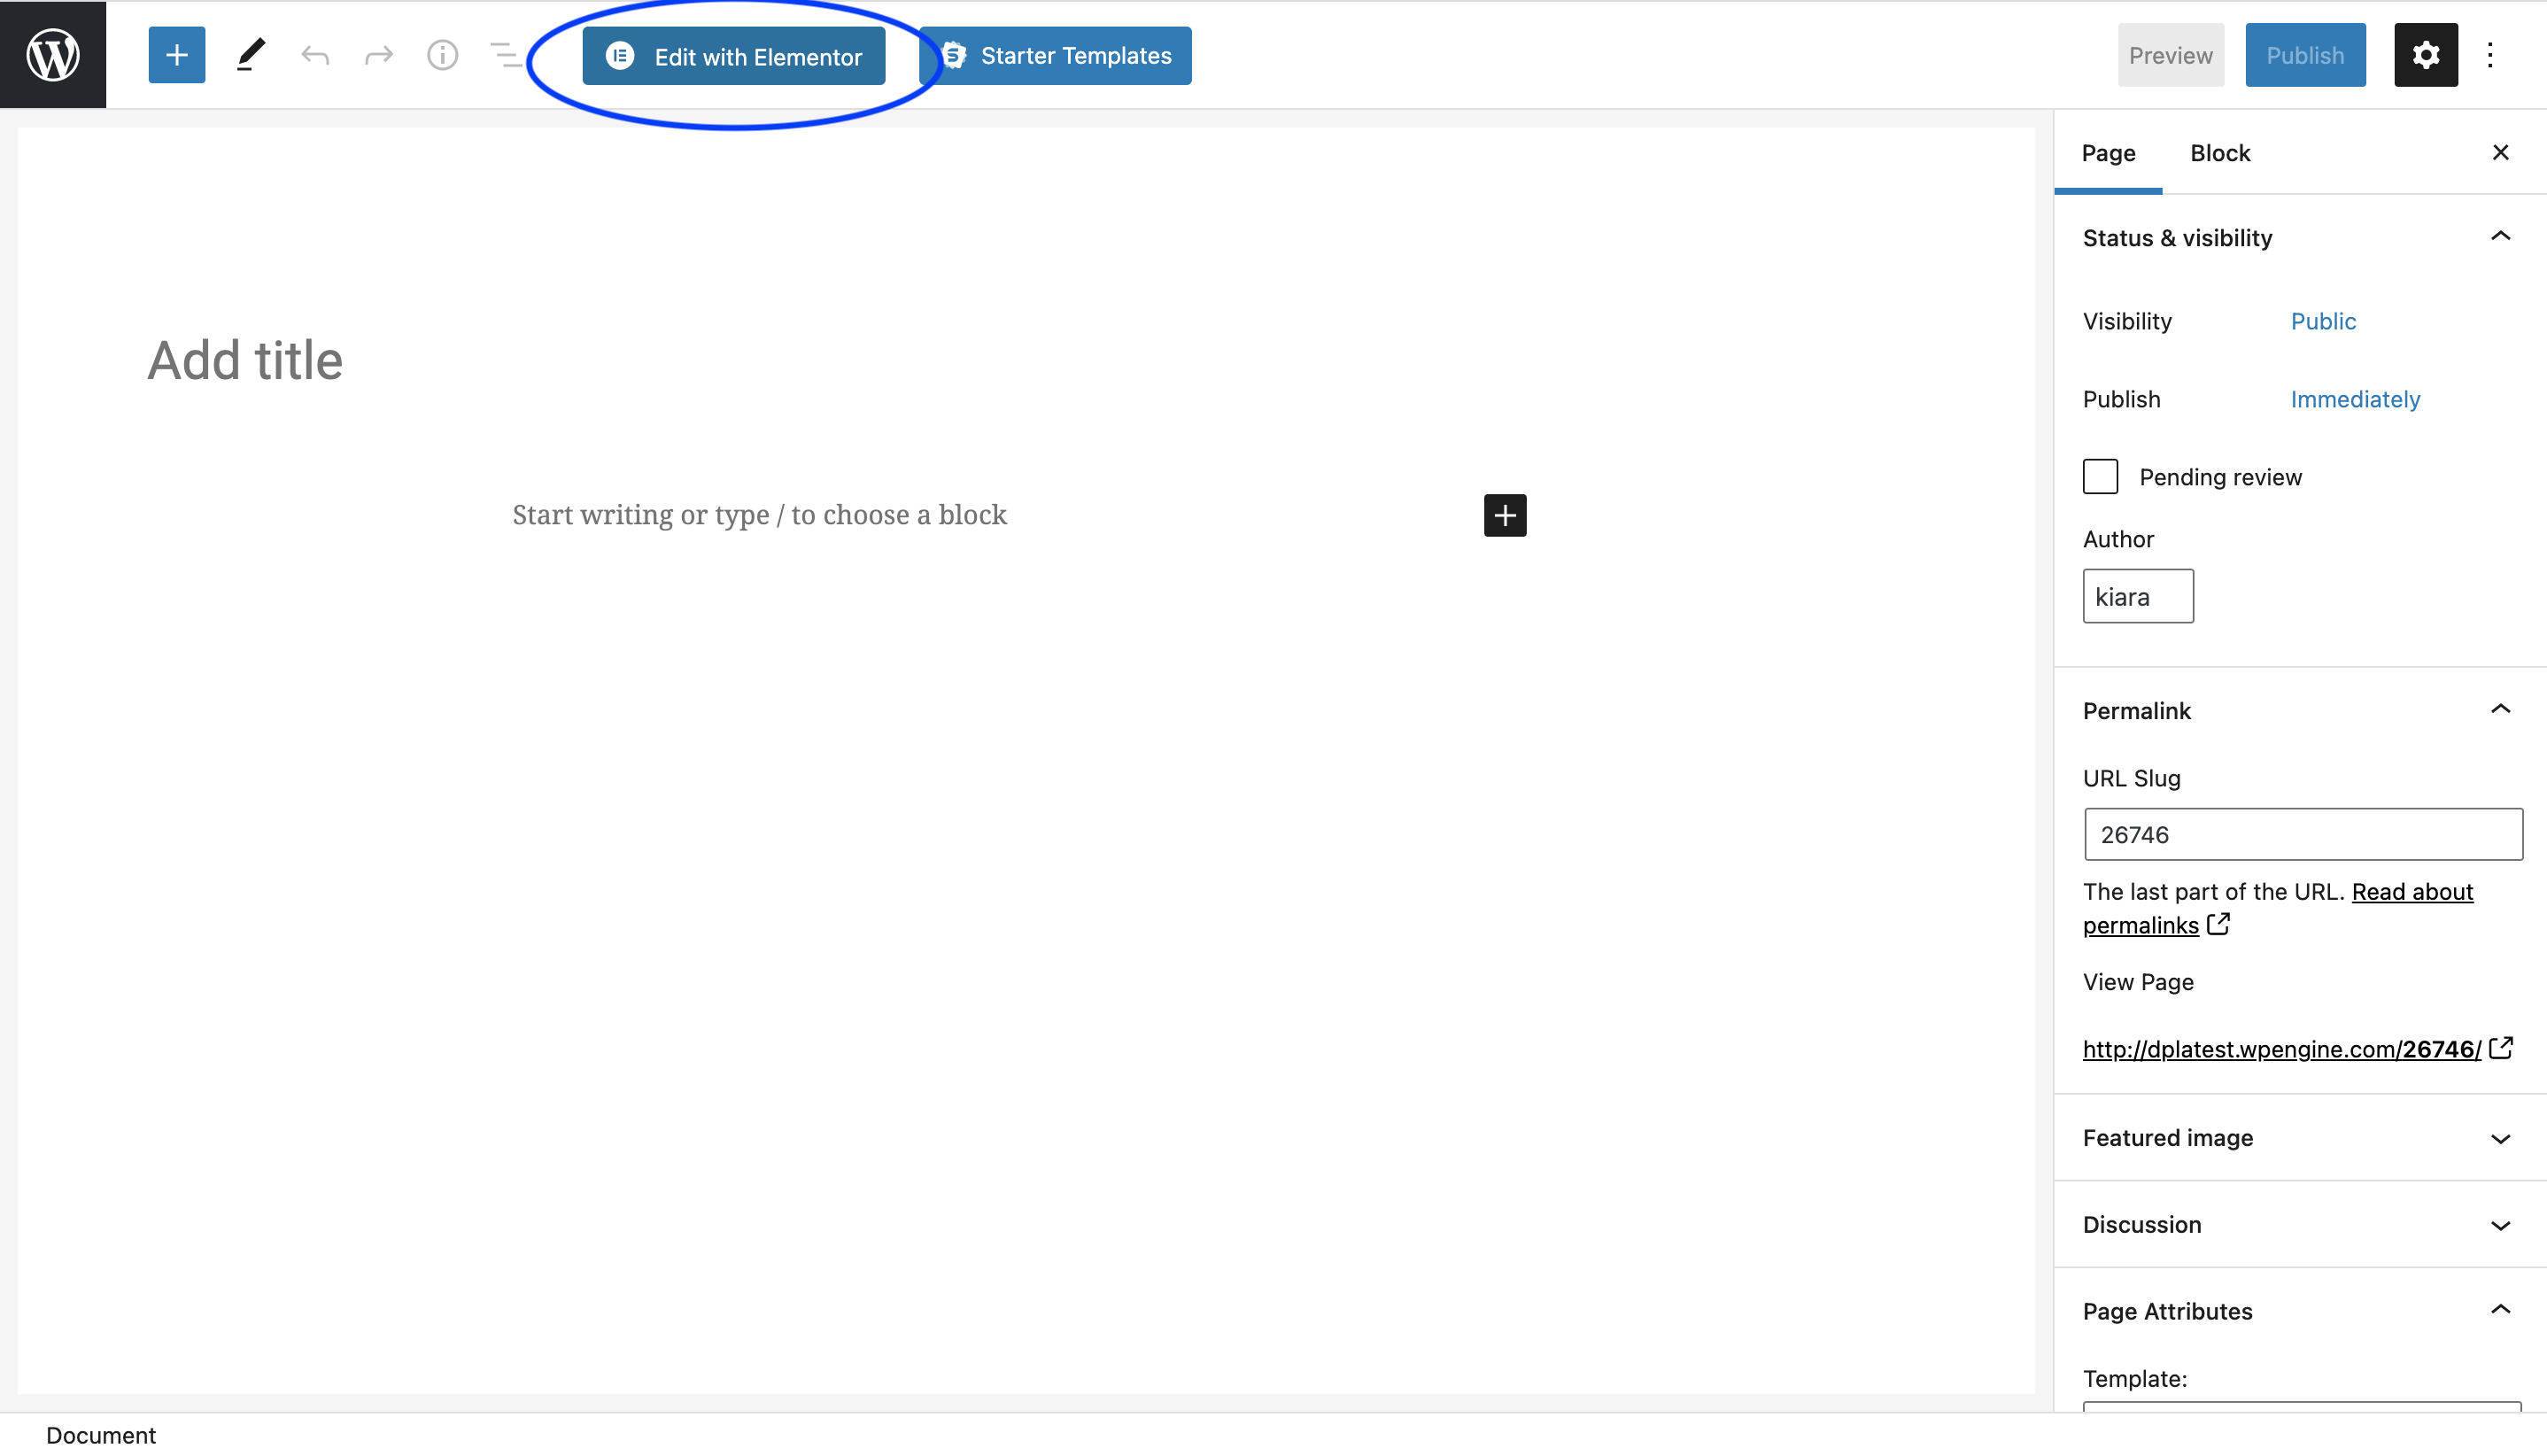 Edit with Elementor
Starter Templates
Preview
Publish
Page
Block
Status & visibility
Visibility
Public
Publish
Immediately
Pending review
Author
kiara
Permalink
URL Slug
26746
The last part of the URL. Read about
permalinks
View Page
http://dplatest.wpengine.com/26746/
Featured image
Discussion
Page Attributes
Template:
Add title
Start writing or type / to choose a block
Document